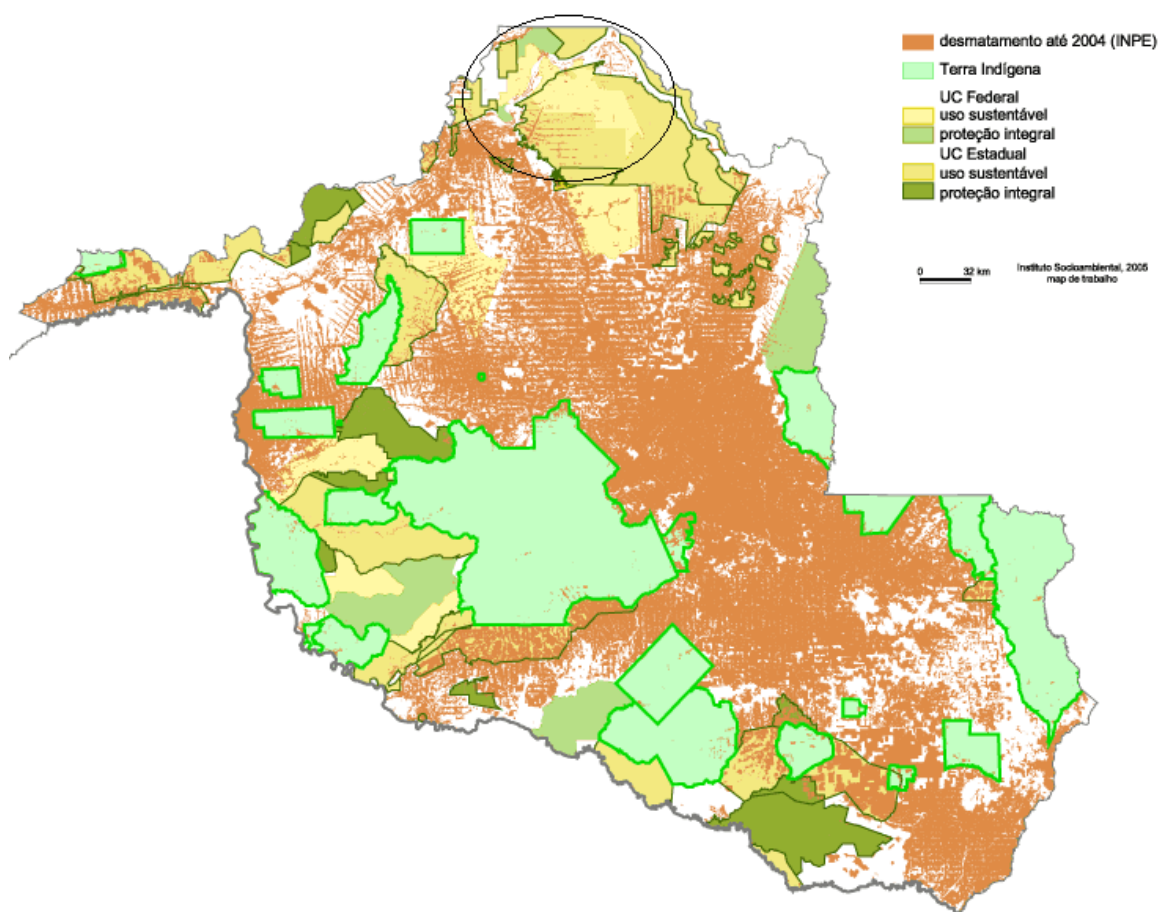 desmatamento até 2004 (INPE)
Terra Indígena
UC Federal
uso sustentável
proteção integral
UC Estadual
uso sustentável
proteção integral
0 32 km
Instituto Socioambiental, 2005
map de trabalho